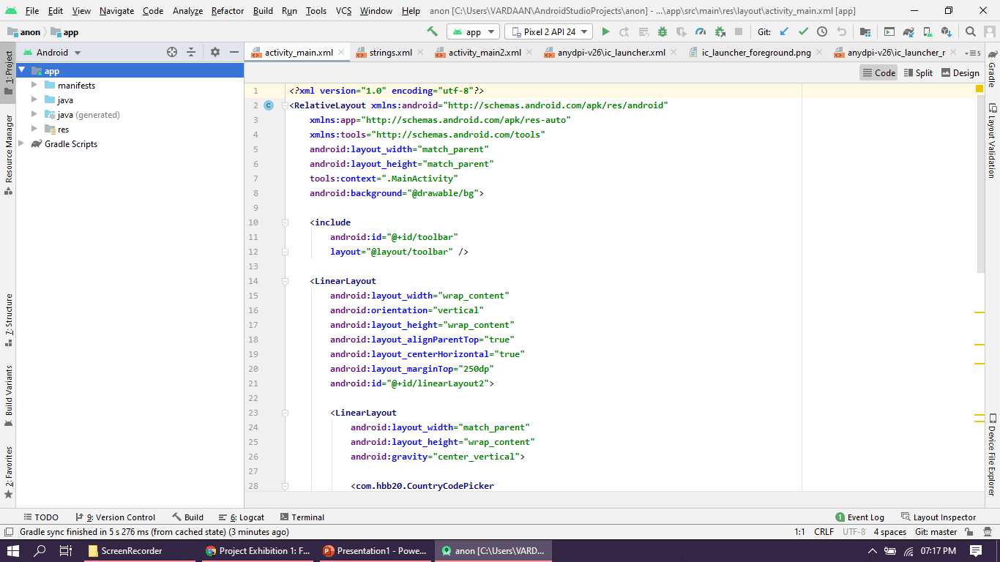 File Edit View Navigate Code Analyze Refactor Build Run Tools VCS Window Help anon [C:\Users\VARDAAN\AndroidStudioProjects\anon] - ...\app\src\main\res\layout\activity_main.xml [app]
anon app app Pixel 2 API 24 Git:
Android activity_main.xml strings.xml activity_main2.xml anydpi-v26\ic_launcher.xml ic_launcher_foreground.png anydpi-v26\ic_launcher_r
Code Split Design
1: Project
Resource Manager
Z: Structure
Build Variants
2: Favorites
app
manifests
java
java (generated)
res
Gradle Scripts
1 <?xml version="1.0" encoding="utf-8"?>
2 C <RelativeLayout xmlns:android="http://schemas.android.com/apk/res/android"
3 xmlns:app="http://schemas.android.com/apk/res-auto"
4 xmlns:tools="http://schemas.android.com/tools"
5 android:layout_width="match_parent"
6 android:layout_height="match_parent"
7 tools:context=".MainActivity"
8 android:background="@drawable/bg">
9
10 <include
11 android:id="@+id/toolbar"
12 layout="@layout/toolbar" />
13
14 <LinearLayout
15 android:layout_width="wrap_content"
16 android:orientation="vertical"
17 android:layout_height="wrap_content"
18 android:layout_alignParentTop="true"
19 android:layout_centerHorizontal="true"
20 android:layout_marginTop="250dp"
21 android:id="@+id/linearLayout2">
22
23 <LinearLayout
24 android:layout_width="match_parent"
25 android:layout_height="wrap_content"
26 android:gravity="center_vertical">
27
28 <com.hbb20.CountryCodePicker
Gradle
Layout Validation
Device File Explorer
TODO 9: Version Control Build 6: Logcat Terminal 1 Event Log Layout Inspector
Gradle sync finished in 5 s 276 ms (from cached state) (3 minutes ago) 1:1 CRLF UTF-8 4 spaces Git: master
ScreenRecorder Project Exhibition 1: F... Presentation1 - Powe... anon [C:\Users\VARD... 07:17 PM